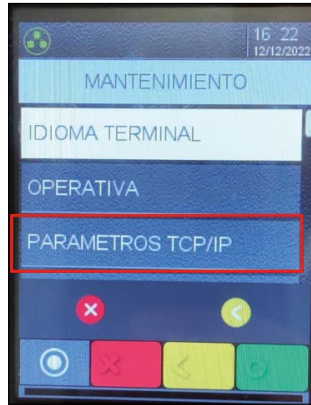 16 22
12/12/2022
MANTENIMIENTO
IDIOMA TERMINAL
OPERATIVA
PARAMETROS TCP/IP